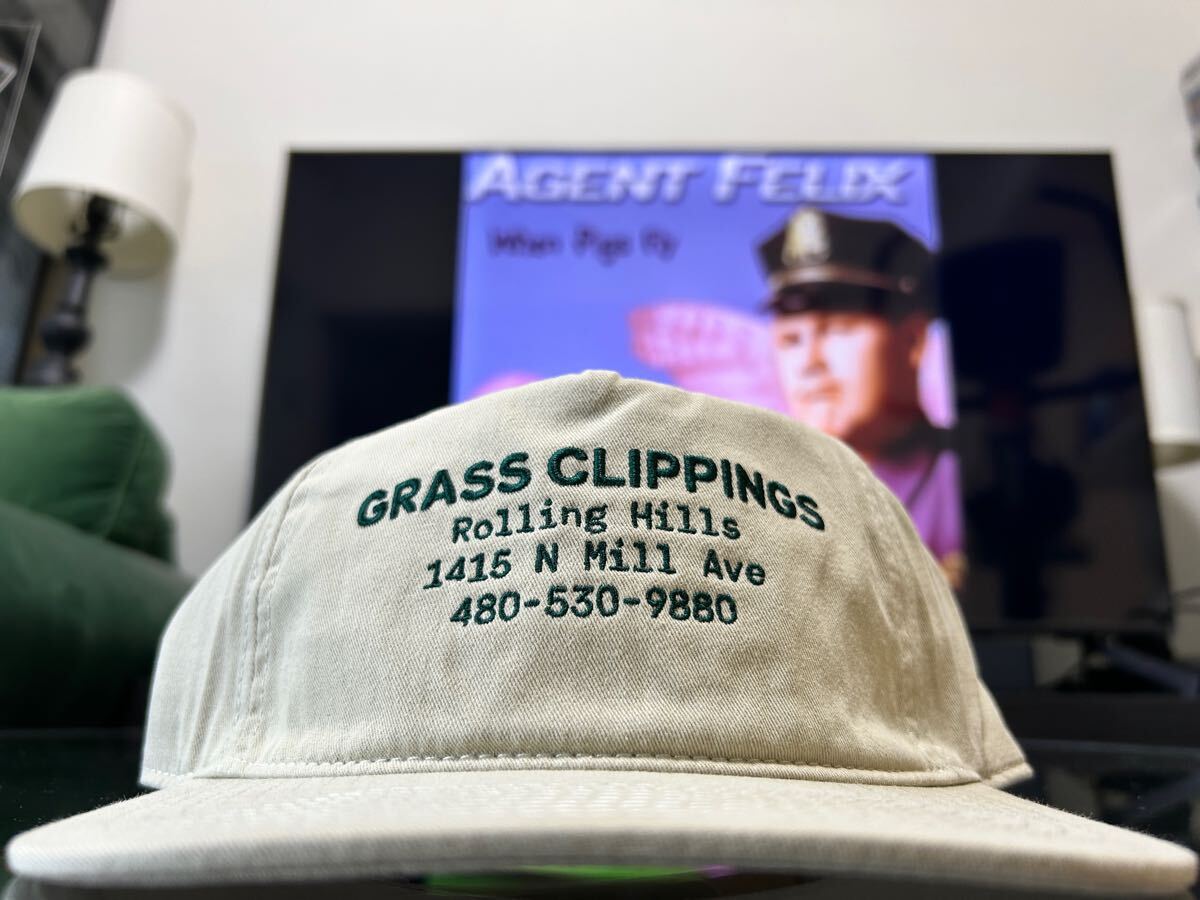 AGENT FELIX
When Pigs Fly
GRASS CLIPPINGS
Rolling Hills
1415 N Mill Ave
480-530-9880